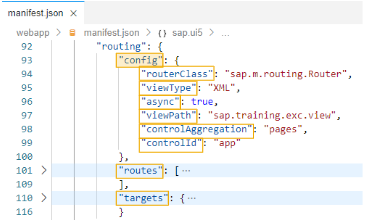 manifest.json ×
webapp > manifest.json > {} sap.ui5 > ...
92 "routing": {
93 "config": {
94 "routerClass": "sap.m.routing.Router",
95 "viewType": "XML",
96 "async": true,
97 "viewPath": "sap.training.exc.view",
98 "controlAggregation": "pages",
99 "controlId": "app"
100 },
101 > "routes": [ ...
109 ],
110 > "targets": { ...
116 }